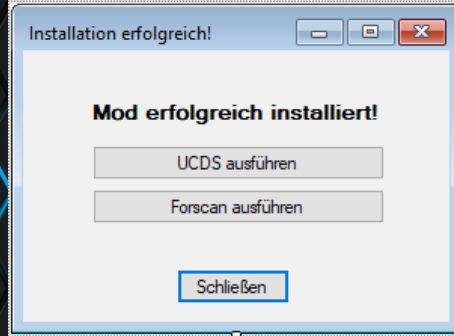 Installation erfolgreich!
Mod erfolgreich installiert!
UCDS ausführen
Forscan ausführen
Schließen